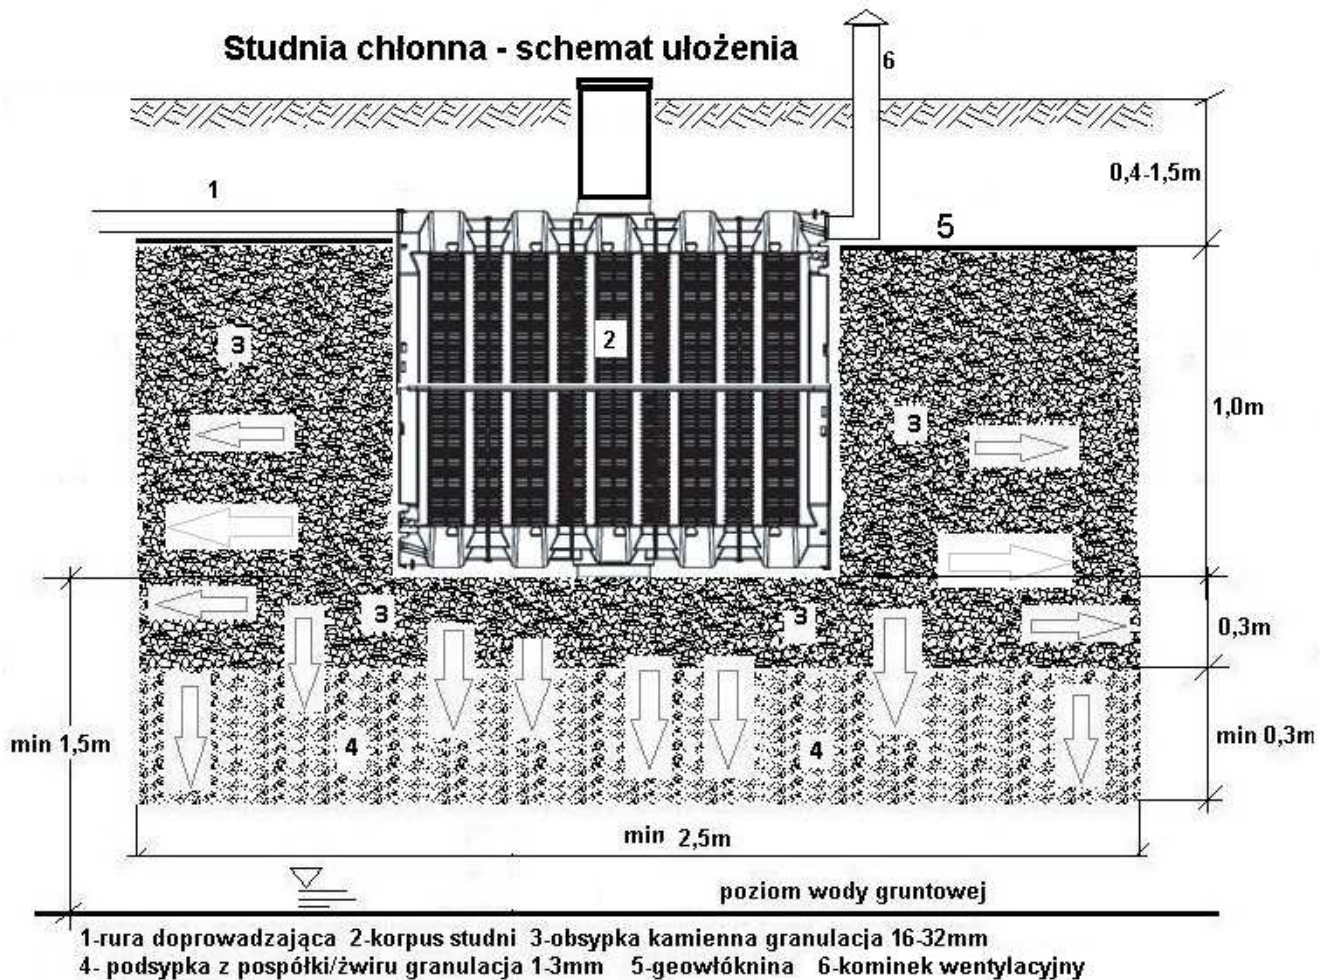 Studnia chłonna - schemat ułożenia
6
1
0,4-1,5m
5
3
2
3
1,0m
3
3
0,3m
min 1,5m
4
4
min 0,3m
min 2,5m
poziom wody gruntowej
1-rura doprowadzająca 2-korpus studni 3-obsypka kamienna granulacja 16-32mm
4- podsypka z pospółki/żwiru granulacja 1-3mm 5-geowłóknina 6-kominek wentylacyjny